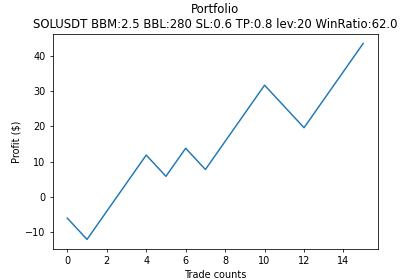 Portfolio
SOLUSDT BBM:2.5 BBL:280 SL:0.6 TP:0.8 lev:20 WinRatio:62.0
40
30
20
10
0
−10
Profit ($)
0 2 4 6 8 10 12 14
Trade counts